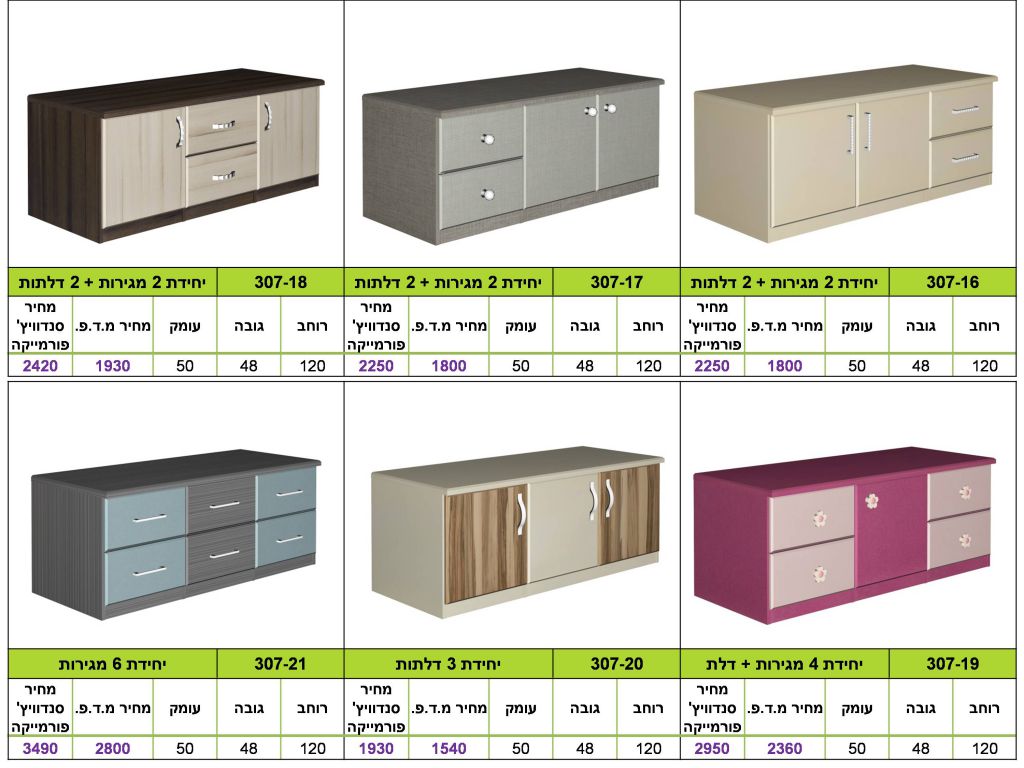 307-16 יחידת 2 מגירות + 2 דלתות
רוחב גובה עומק מחיר מ.ד.פ. מחיר סנדוויץ' פורמייקה
120 48 50 1800 2250
307-17 יחידת 2 מגירות + 2 דלתות
רוחב גובה עומק מחיר מ.ד.פ. מחיר סנדוויץ' פורמייקה
120 48 50 1800 2250
307-18 יחידת 2 מגירות + 2 דלתות
רוחב גובה עומק מחיר מ.ד.פ. מחיר סנדוויץ' פורמייקה
120 48 50 1930 2420
307-19 יחידת 4 מגירות + דלת
רוחב גובה עומק מחיר מ.ד.פ. מחיר סנדוויץ' פורמייקה
120 48 50 2360 2950
307-20 יחידת 3 דלתות
רוחב גובה עומק מחיר מ.ד.פ. מחיר סנדוויץ' פורמייקה
120 48 50 1540 1930
307-21 יחידת 6 מגירות
רוחב גובה עומק מחיר מ.ד.פ. מחיר סנדוויץ' פורמייקה
120 48 50 2800 3490